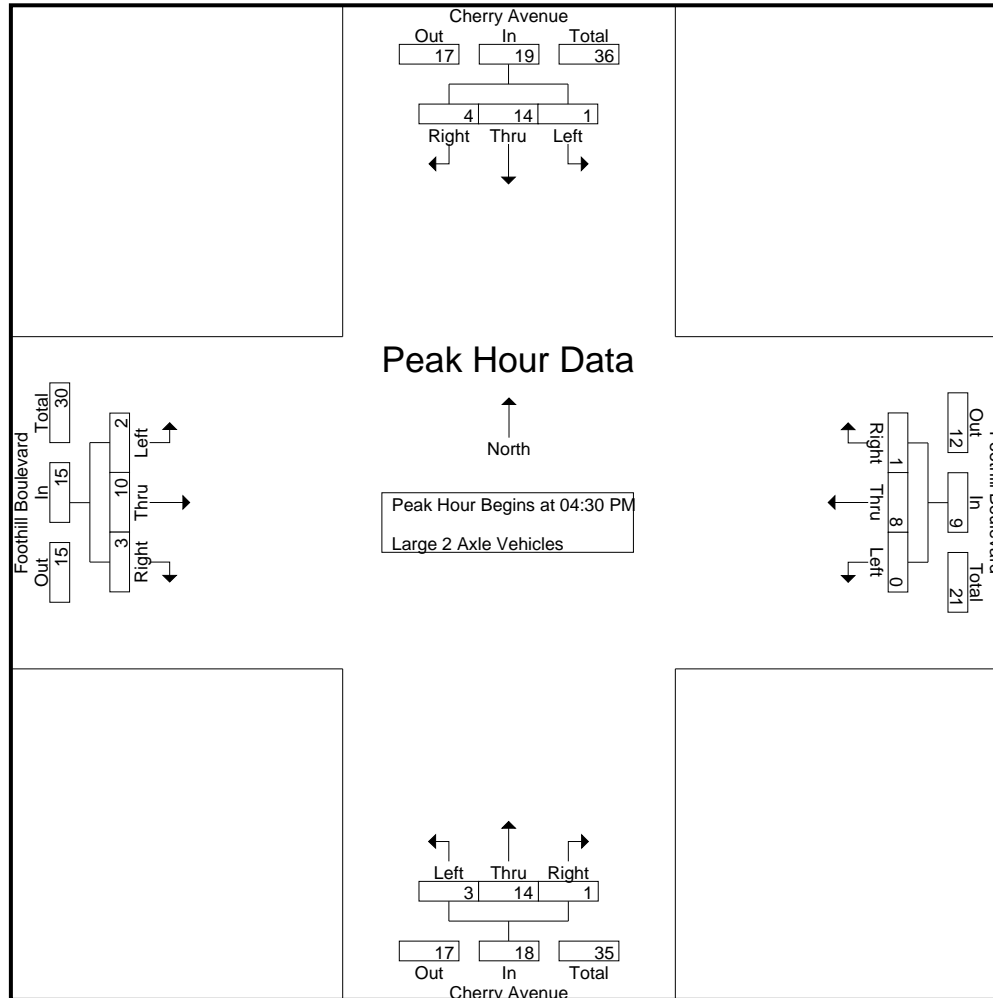 Cherry Avenue
Out In Total
17 19 36
4 14 1
Right Thru Left
Peak Hour Data
North
Peak Hour Begins at 04:30 PM
Large 2 Axle Vehicles
Foothill Boulevard
Out In Total
15 15 30
Left Thru Right
2 10 3
Out In Total
12 9 21
Right Thru Left
1 8 0
Left Thru Right
3 14 1
17 18 35
Out In Total
Cherry Avenue